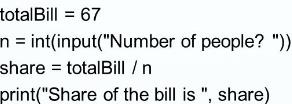 totalBill = 67
n = int(input("Number of people? "))
share = totalBill / n
print("Share of the bill is ", share)